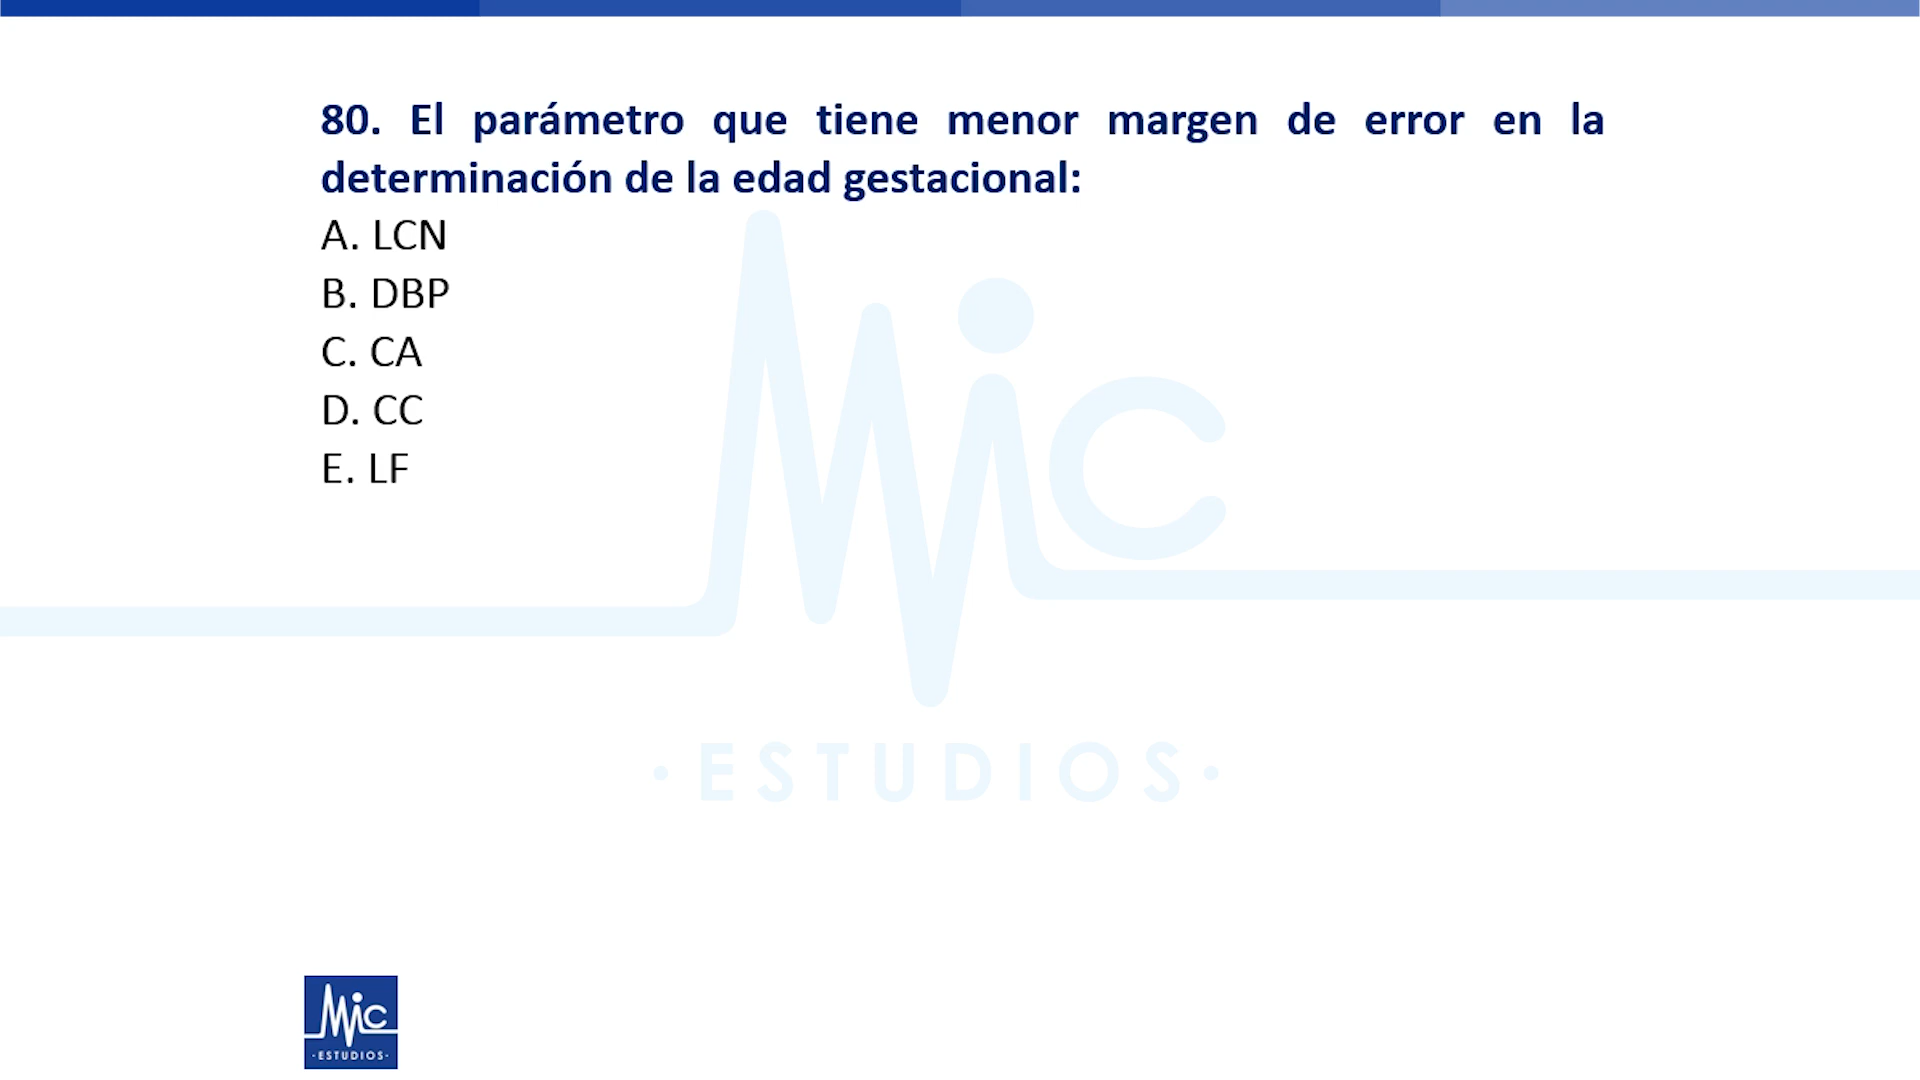 80. El parámetro que tiene menor margen de error en la
determinación de la edad gestacional:
A. LCN
B. DBP
C. CA
D. CC
E. LF
Mic
· ESTUDIOS ·
Mic
· ESTUDIOS ·